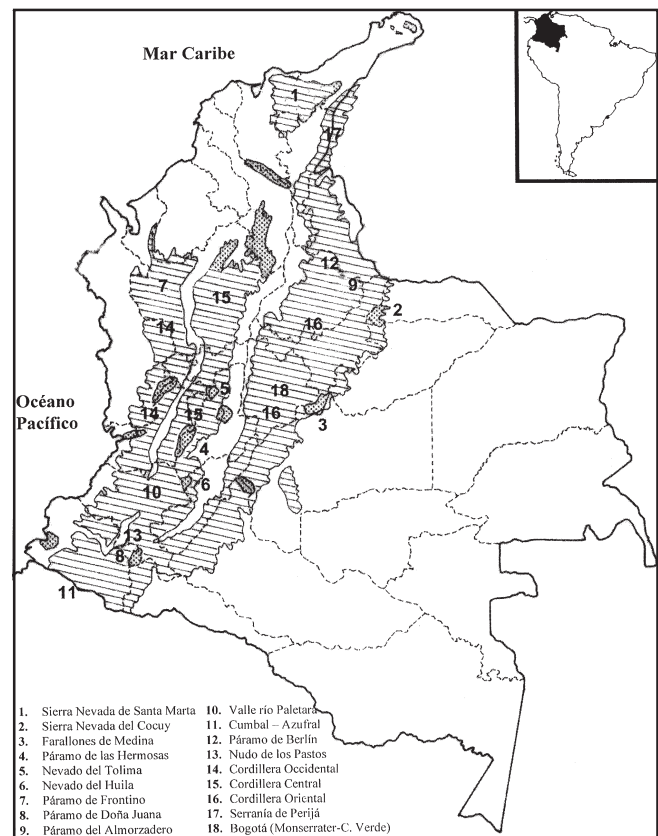 Mar Caribe
1
17
12
7
9
15
2
14
16
5
18
Océano
Pacífico
14
15
16
3
4
10
6
13
8
11
1. Sierra Nevada de Santa Marta
2. Sierra Nevada del Cocuy
3. Farallones de Medina
4. Páramo de las Hermosas
5. Nevado del Tolima
6. Nevado del Huila
7. Páramo de Frontino
8. Páramo de Doña Juana
9. Páramo del Almorzadero
10. Valle río Paletará
11. Cumbal – Azufral
12. Páramo de Berlín
13. Nudo de los Pastos
14. Cordillera Occidental
15. Cordillera Central
16. Cordillera Oriental
17. Serranía de Perijá
18. Bogotá (Monserrater-C. Verde)